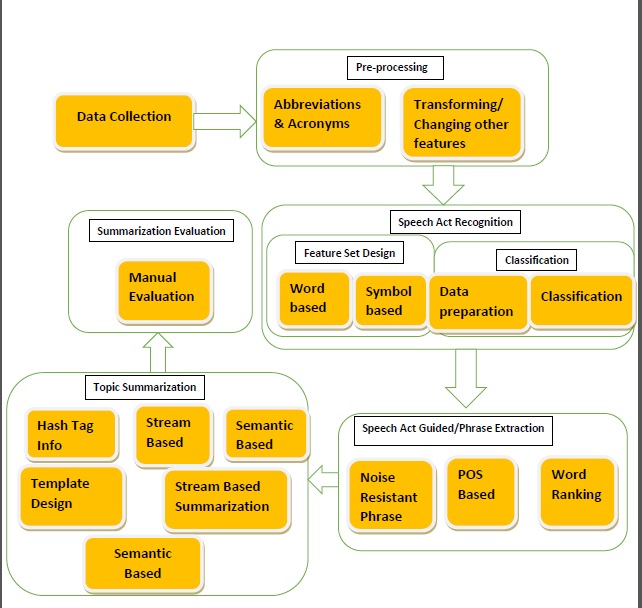 Pre-processing
Data Collection
Abbreviations
& Acronyms
Transforming/
Changing other
features
Speech Act Recognition
Feature Set Design
Word
based
Symbol
based
Classification
Data
preparation
Classification
Summarization Evaluation
Manual
Evaluation
Speech Act Guided/Phrase Extraction
Noise
Resistant
Phrase
POS
Based
Word
Ranking
Topic Summarization
Hash Tag
Info
Stream
Based
Semantic
Based
Template
Design
Stream Based
Summarization
Semantic
Based